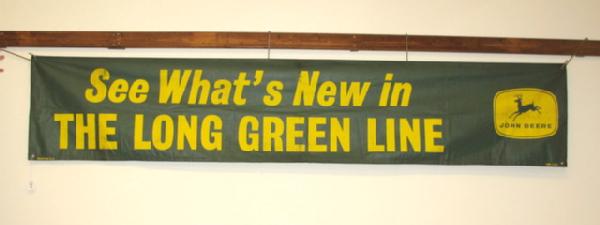 See What's New in
THE LONG GREEN LINE
JOHN DEERE